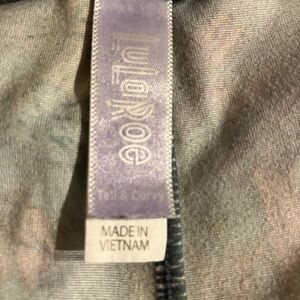 LuLaRoe
Tall & Curvy
MADE IN
VIETNAM